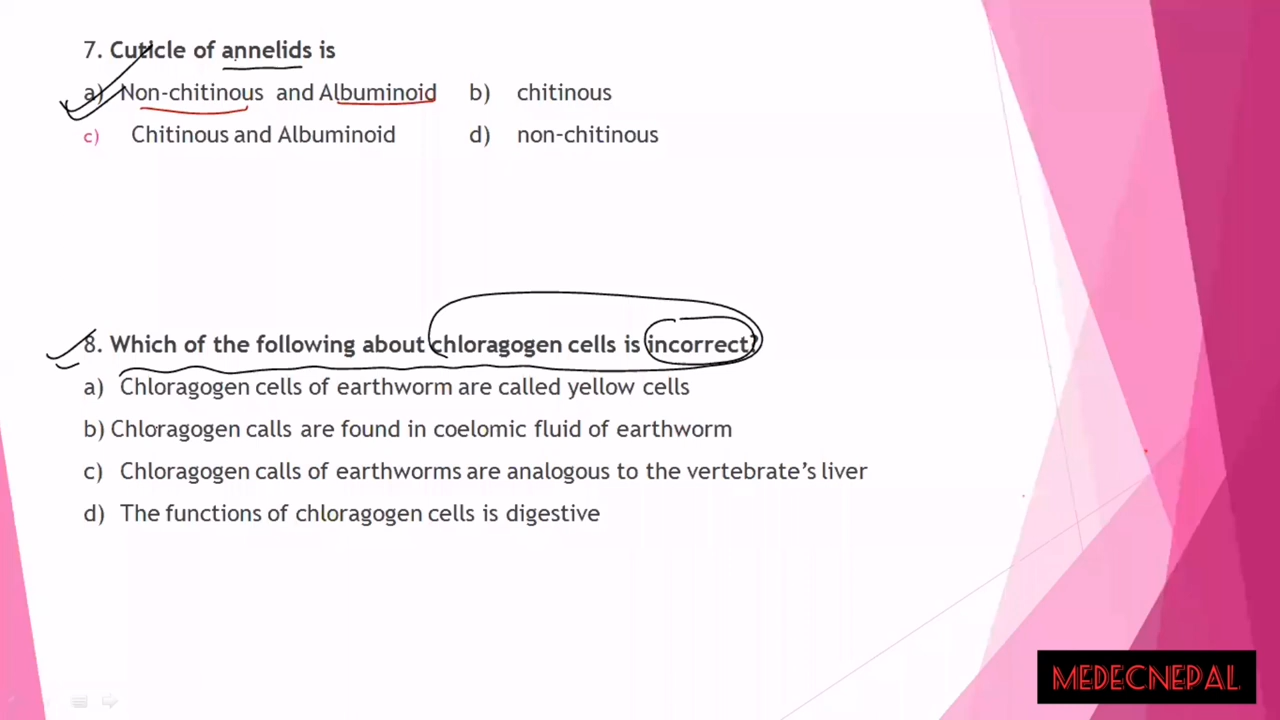 7. Cuticle of annelids is
a) Non-chitinous and Albuminoid b) chitinous
c) Chitinous and Albuminoid d) non-chitinous
8. Which of the following about chloragogen cells is incorrect?
a) Chloragogen cells of earthworm are called yellow cells
b) Chloragogen calls are found in coelomic fluid of earthworm
c) Chloragogen calls of earthworms are analogous to the vertebrate's liver
d) The functions of chloragogen cells is digestive
MEDECNEPAL